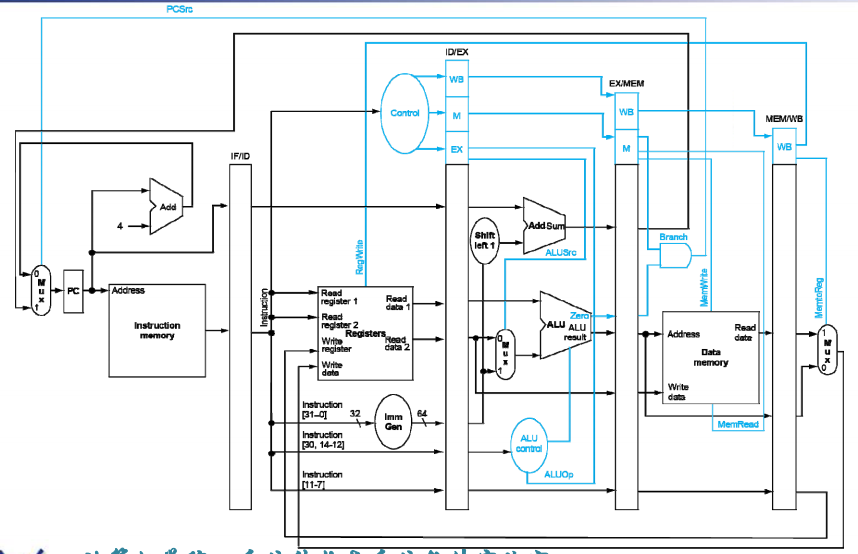 PCSrc
ID/EX
WB
EX/MEM
Control
M
WB
MEM/WB
EX
M
WB
IF/ID
Add
4
Shift
left 1
Add Sum
Branch
ALUSrc
RegWrite
MemWrite
MemtoReg
0
M
u
x
1
PC
Address
Instruction
memory
Instruction
Read
register 1
Read
data 1
Read
register 2
Registers
Read
data 2
Write
register
Write
data
Zero
ALU
ALU
result
0
M
u
x
1
Address
Read
data
Data
memory
Write
data
1
M
u
x
0
Instruction
[31–0]
32
Imm
Gen
64
MemRead
Instruction
[30, 14-12]
ALU
control
ALUOp
Instruction
[11-7]